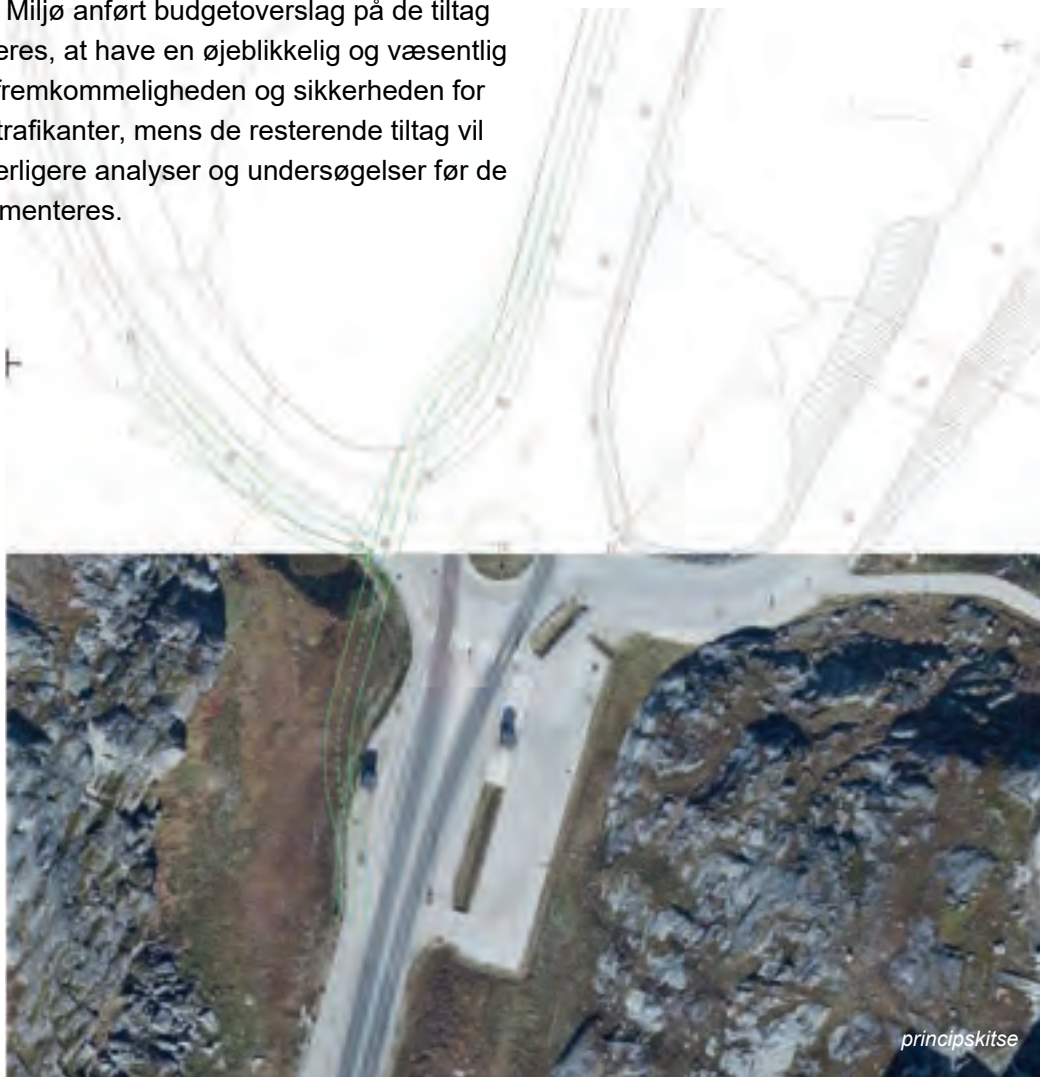 Miljø anført budgetoverslag på de tiltag
eres, at have en øjeblikkelig og væsentlig
fremkommeligheden og sikkerheden for
trafikanter, mens de resterende tiltag vil
erligere analyser og undersøgelser før de
menteres.
principskitse